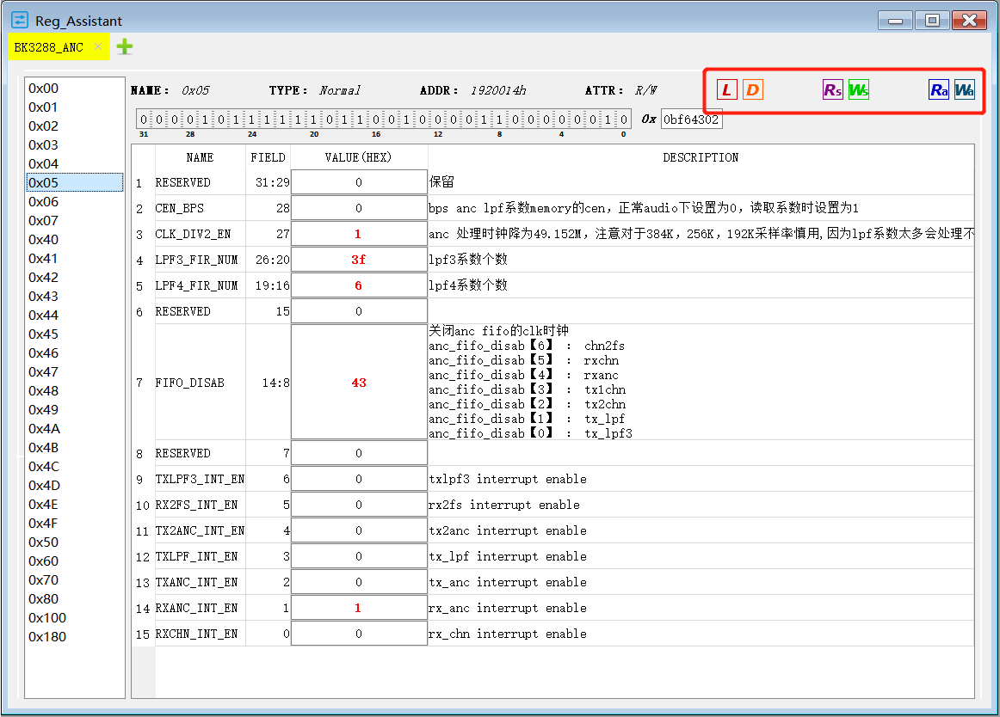 Reg_Assistant
BK3288_ANC ×
0x00
0x01
0x02
0x03
0x04
0x05
0x06
0x07
0x40
0x41
0x42
0x43
0x44
0x45
0x46
0x47
0x48
0x49
0x4A
0x4B
0x4C
0x4D
0x4E
0x4F
0x50
0x60
0x70
0x80
0x100
0x180
NAME: 0x05 TYPE: Normal ADDR: 1920014h ATTR: R/W L D Rs Ws Ra Wa
0 0 0 0 1 0 1 1 1 1 1 1 0 1 1 0 0 1 0 0 0 0 1 1 0 0 0 0 0 0 1 0 0x 0bf64302
31 28 24 20 16 12 8 4 0
NAME FIELD VALUE(HEX) DESCRIPTION
1 RESERVED 31:29 0 保留
2 CEN_BPS 28 0 bps anc lpf系数memory的cen，正常audio下设置为0，读取系数时设置为1
3 CLK_DIV2_EN 27 1 anc 处理时钟降为49.152M，注意对于384K，256K，192K采样率慎用,因为lpf系数太多会处理不
4 LPF3_FIR_NUM 26:20 3f lpf3系数个数
5 LPF4_FIR_NUM 19:16 6 lpf4系数个数
6 RESERVED 15 0
7 FIFO_DISAB 14:8 43 关闭anc fifo的clk时钟
anc_fifo_disab【6】 : chn2fs
anc_fifo_disab【5】 : rxchn
anc_fifo_disab【4】 : rxanc
anc_fifo_disab【3】 : tx1chn
anc_fifo_disab【2】 : tx2chn
anc_fifo_disab【1】 : tx_lpf
anc_fifo_disab【0】 : tx_lpf3
8 RESERVED 7 0
9 TXLPF3_INT_EN 6 0 txlpf3 interrupt enable
10 RX2FS_INT_EN 5 0 rx2fs interrupt enable
11 TX2ANC_INT_EN 4 0 tx2anc interrupt enable
12 TXLPF_INT_EN 3 0 tx_lpf interrupt enable
13 TXANC_INT_EN 2 0 tx_anc interrupt enable
14 RXANC_INT_EN 1 1 rx_anc interrupt enable
15 RXCHN_INT_EN 0 0 rx_chn interrupt enable